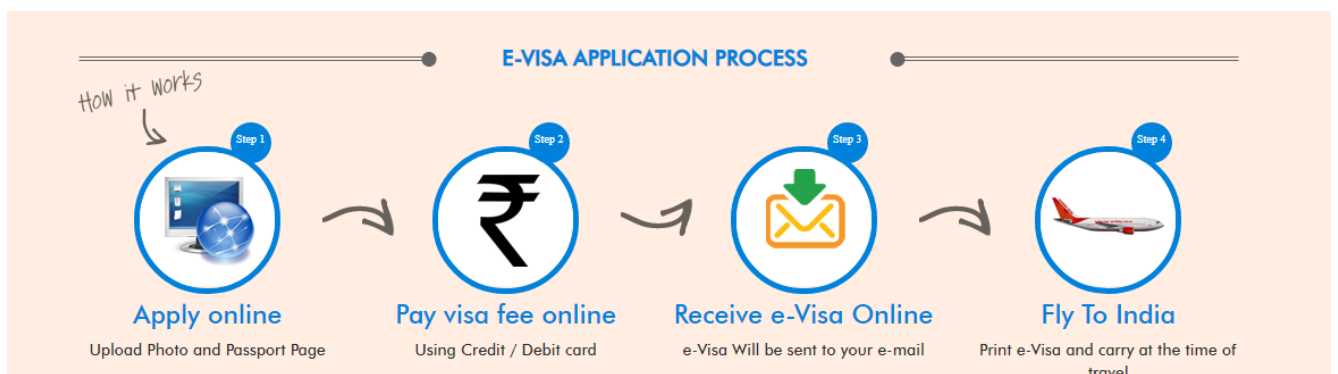 E-VISA APPLICATION PROCESS
How it works
Step 1
Step 2
Step 3
Step 4
Apply online
Pay visa fee online
Receive e-Visa Online
Fly To India
Upload Photo and Passport Page
Using Credit / Debit card
e-Visa Will be sent to your e-mail
Print e-Visa and carry at the time of
travel